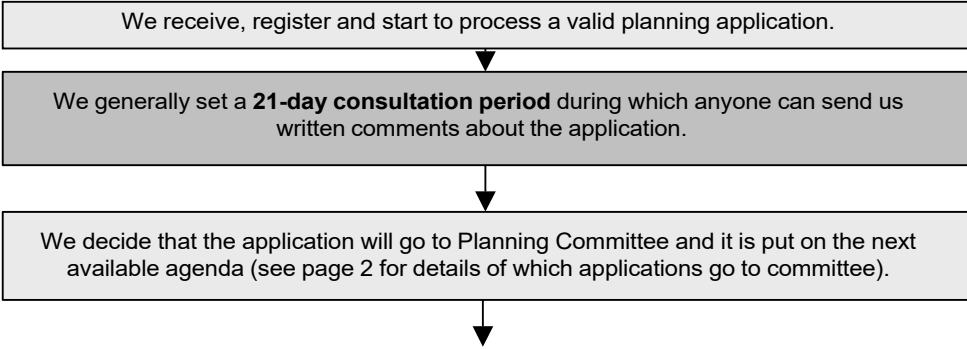 We receive, register and start to process a valid planning application.
We generally set a 21-day consultation period during which anyone can send us
written comments about the application.
We decide that the application will go to Planning Committee and it is put on the next
available agenda (see page 2 for details of which applications go to committee).